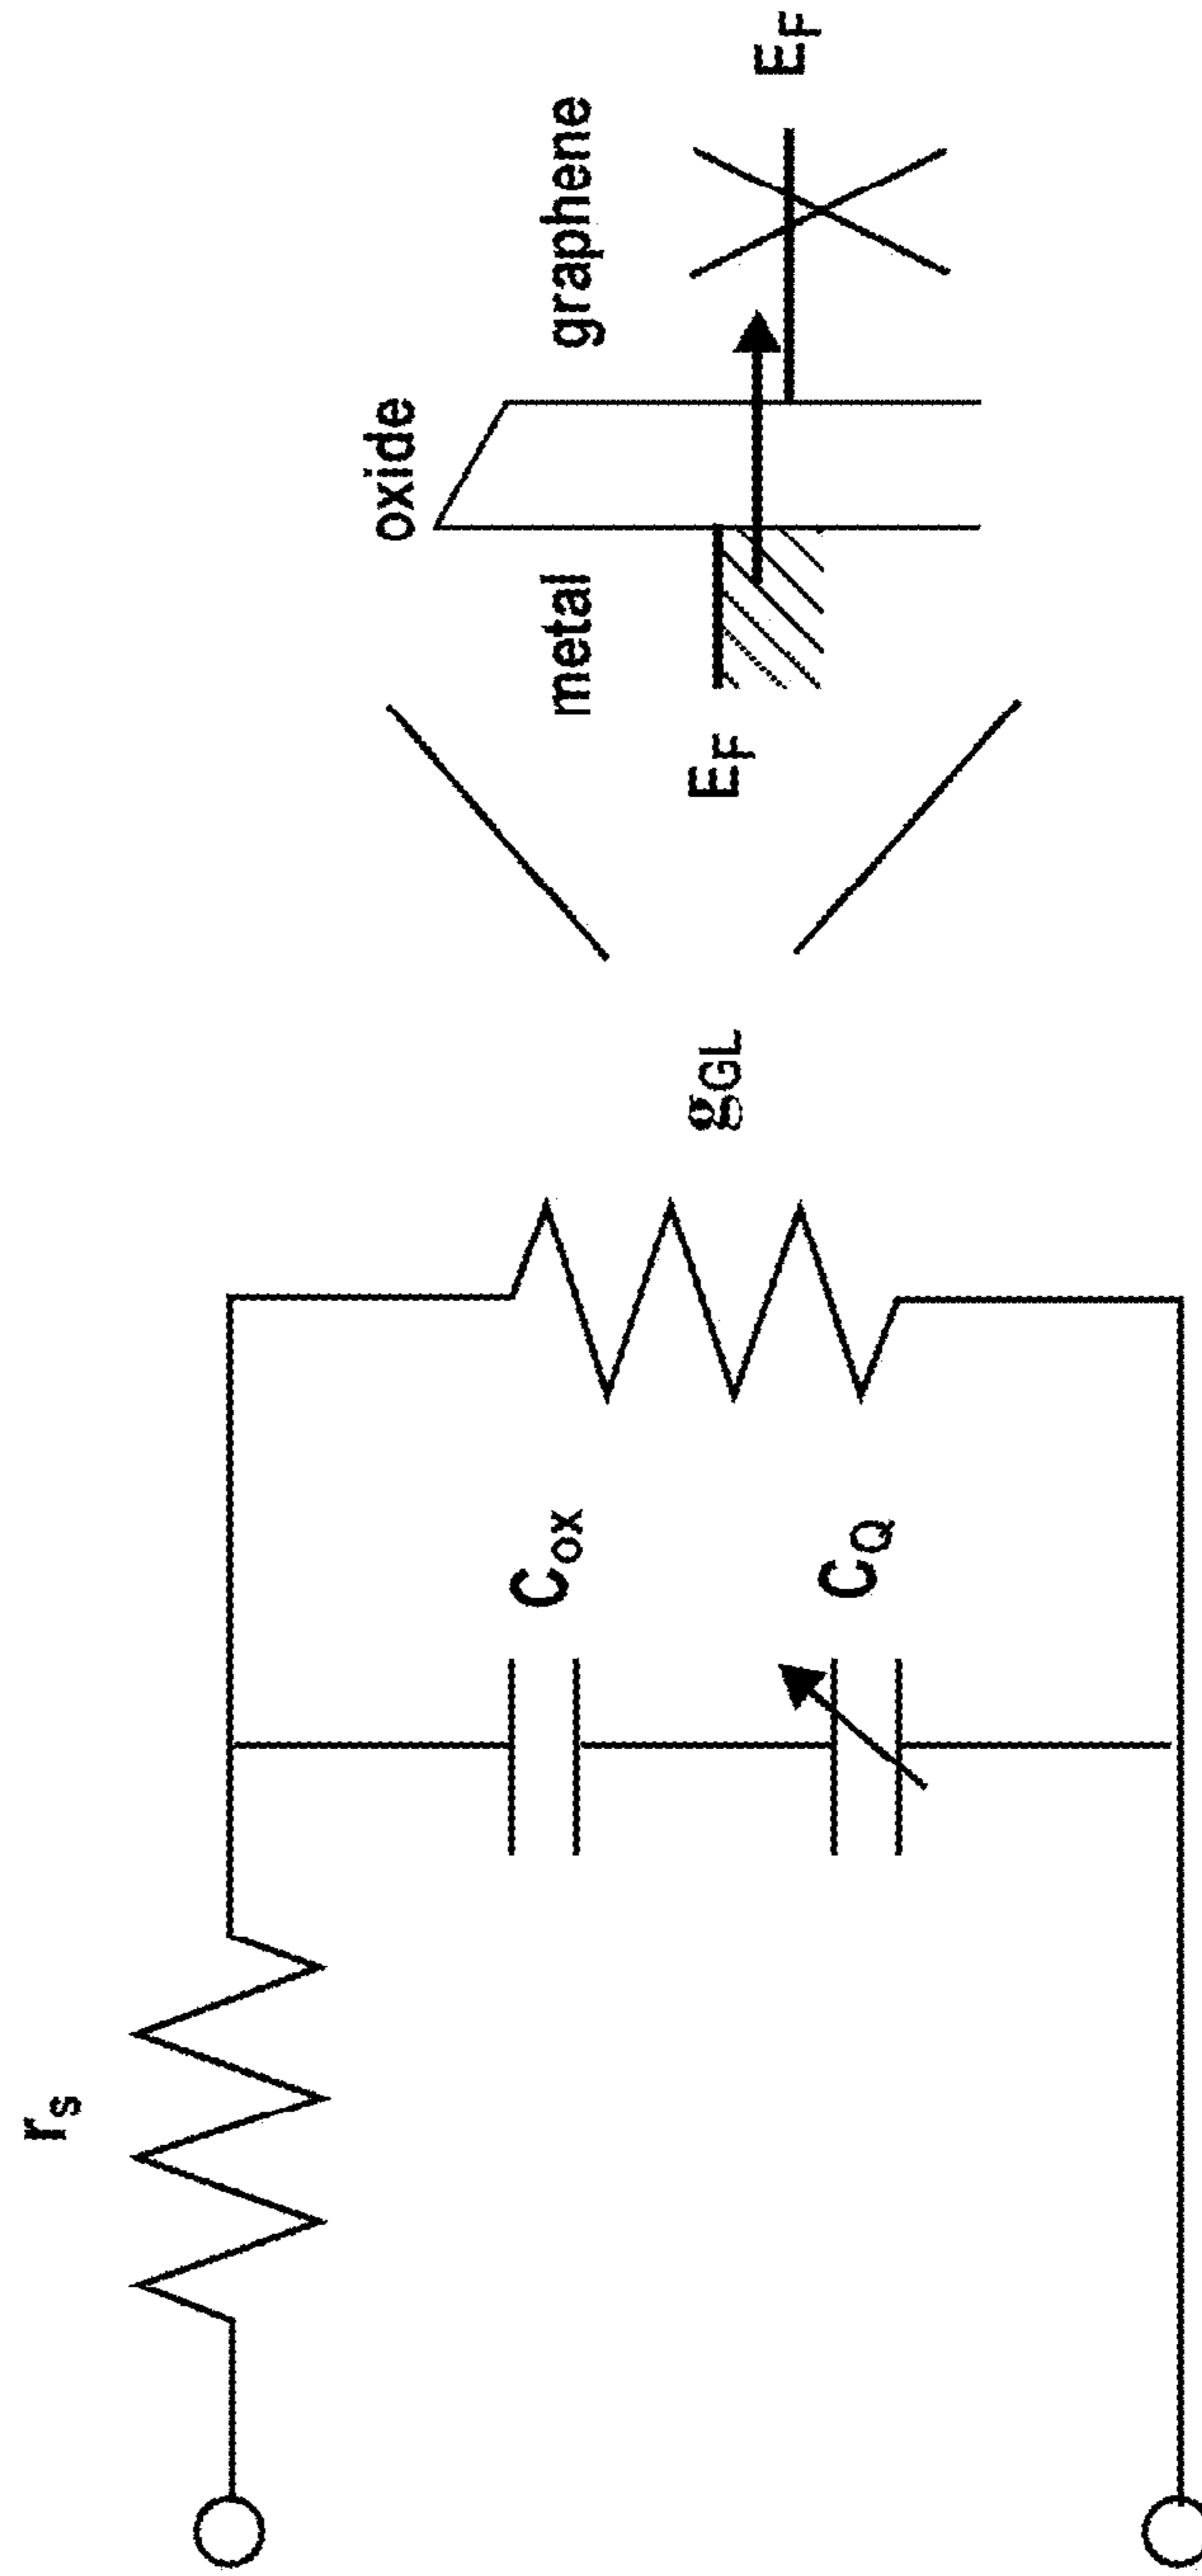 r_s
C_ox
C_Q
g_GL
E_F
metal
oxide
graphene
E_F